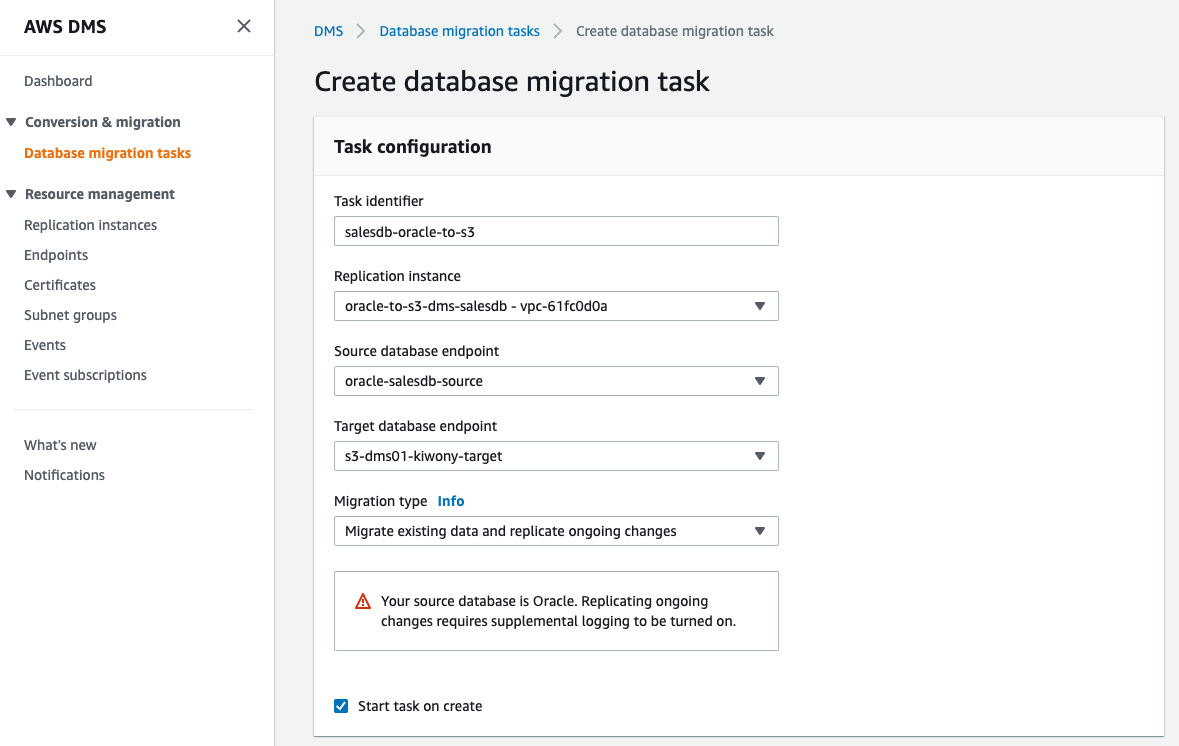 AWS DMS
Dashboard
Conversion & migration
Database migration tasks
Resource management
Replication instances
Endpoints
Certificates
Subnet groups
Events
Event subscriptions
What's new
Notifications
DMS
Database migration tasks
Create database migration task
Create database migration task
Task configuration
Task identifier
salesdb-oracle-to-s3
Replication instance
oracle-to-s3-dms-salesdb - vpc-61fc0d0a
Source database endpoint
oracle-salesdb-source
Target database endpoint
s3-dms01-kiwony-target
Migration type Info
Migrate existing data and replicate ongoing changes
Your source database is Oracle. Replicating ongoing
changes requires supplemental logging to be turned on.
Start task on create